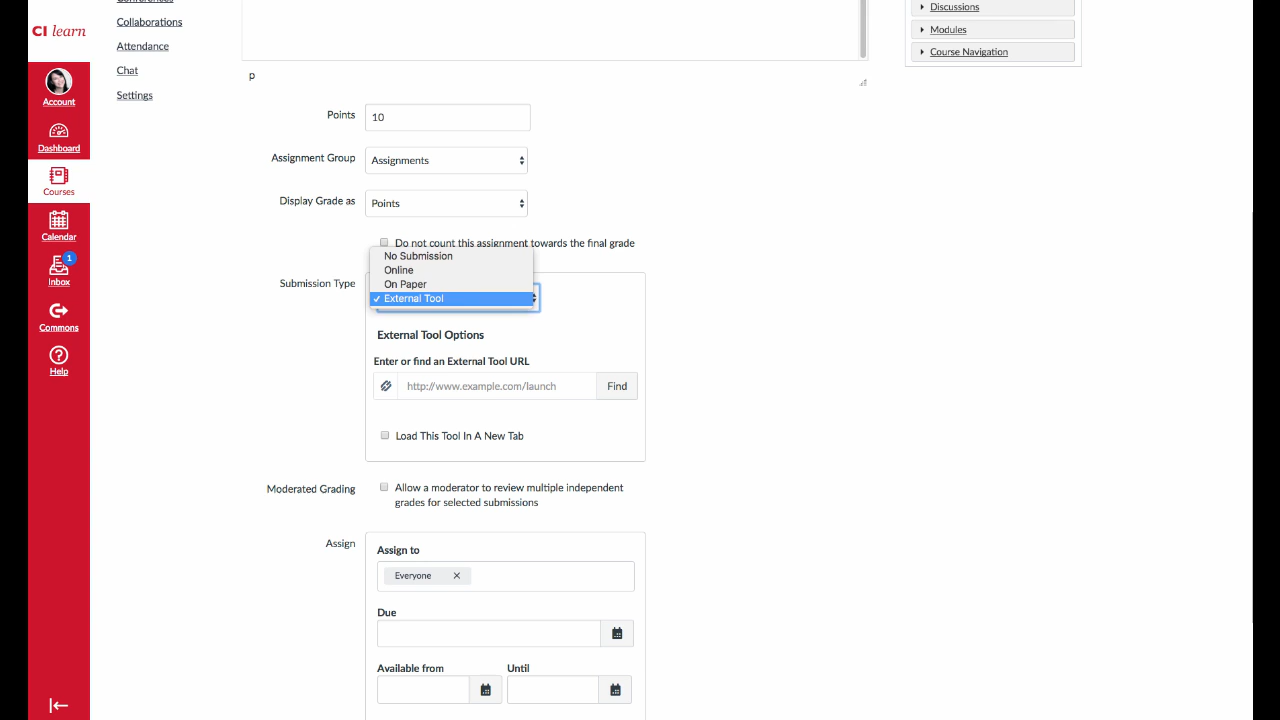 Conferences
Collaborations
Attendance
Chat
Settings
CI learn
Account
Dashboard
Courses
Calendar
1
Inbox
Commons
Help
Discussions
Modules
Course Navigation
p
Points
10
Assignment Group
Assignments
Display Grade as
Points
Do not count this assignment towards the final grade
Submission Type
No Submission
Online
On Paper
✓ External Tool
External Tool Options
Enter or find an External Tool URL
http://www.example.com/launch
Find
Load This Tool In A New Tab
Moderated Grading
Allow a moderator to review multiple independent
grades for selected submissions
Assign
Assign to
Everyone
Due
Available from
Until